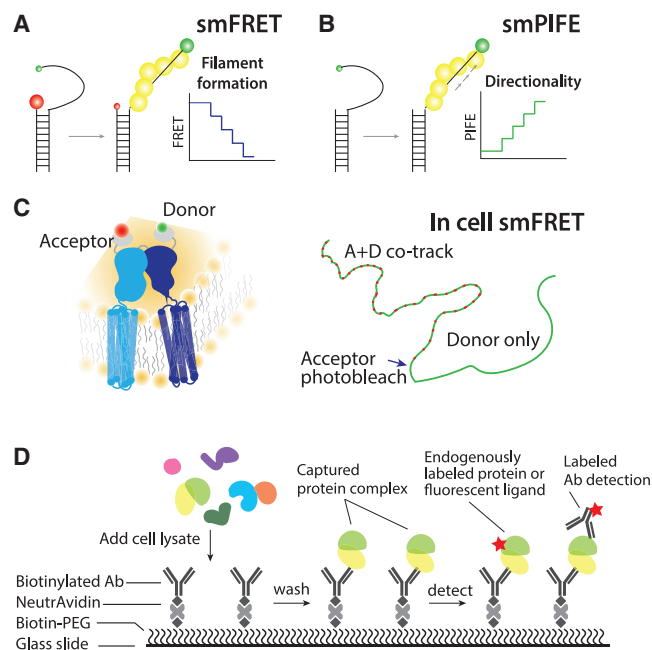 A
smFRET
Filament
formation
FRET
B
smPIFE
Directionality
PIFE
C
Donor
Acceptor
In cell smFRET
A+D co-track
Donor only
Acceptor
photobleach
D
Captured
protein complex
Endogenously
labeled protein or
fluorescent ligand
Labeled
Ab detection
Add cell lysate
Biotinylated Ab
NeutrAvidin
Biotin-PEG
Glass slide
wash
detect